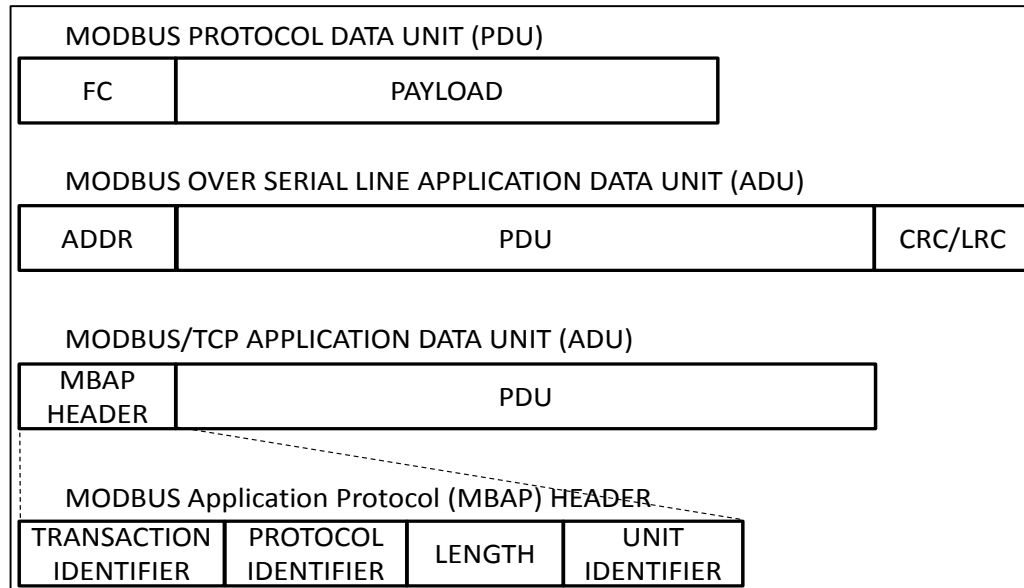 MODBUS PROTOCOL DATA UNIT (PDU)
FC PAYLOAD
MODBUS OVER SERIAL LINE APPLICATION DATA UNIT (ADU)
ADDR PDU CRC/LRC
MODBUS/TCP APPLICATION DATA UNIT (ADU)
MBAP
HEADER
PDU
MODBUS Application Protocol (MBAP) HEADER
TRANSACTION
IDENTIFIER
PROTOCOL
IDENTIFIER
LENGTH
UNIT
IDENTIFIER